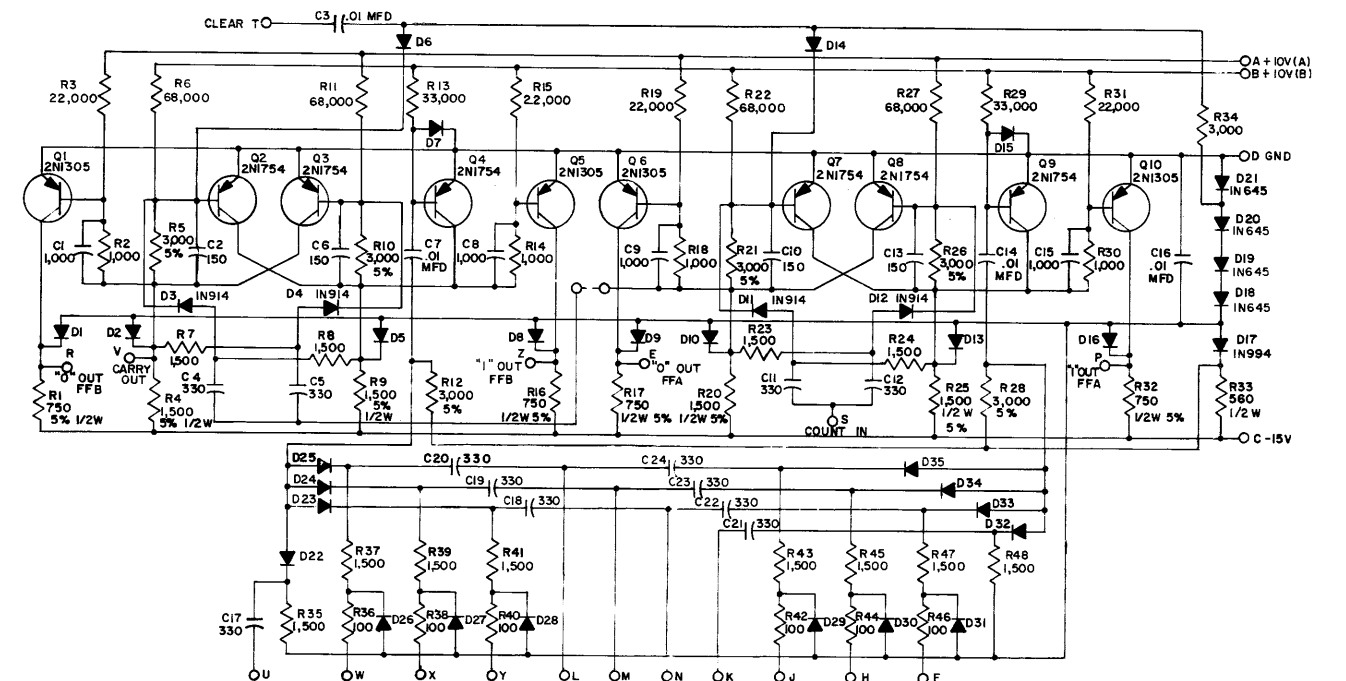 CLEAR T
C3 .01 MFD
D6
D14
A +10V(A)
B +10V(B)
R3
22,000
R6
68,000
R11
68,000
R13
33,000
R15
22,000
R19
22,000
R22
68,000
R27
68,000
R29
33,000
R31
22,000
R34
3,000
D7
D15
D GND
Q1
2N1305
Q2
2N1754
Q3
2N1754
Q4
2N1754
Q5
2N1305
Q6
2N1305
Q7
2N1754
Q8
2N1754
Q9
2N1754
Q10
2N1305
D21
IN645
D20
IN645
D19
IN645
D18
IN645
D17
IN994
C1
1,000
R2
1,000
R5
3,000
5%
C2
150
C6
150
R10
3,000
5%
C7
.01
MFD
C8
1,000
R14
1,000
C9
1,000
R18
1,000
R21
3,000
5%
C10
150
C13
150
R26
3,000
5%
C14
.01
MFD
C15
1,000
R30
1,000
C16
.01
MFD
D3 IN914
D4 IN914
D11 IN914
D12 IN914
D1
D2
R7
1,500
R8
1,500
D5
D8
D9
D10
R23
1,500
R24
1,500
D13
D16
R
"0" OUT
FFB
V
CARRY
OUT
Z
"1" OUT
FFB
E
"0" OUT
FFA
P
"1" OUT
FFA
R1
750
5% 1/2W
R4
1,500
5% 1/2W
C4
330
C5
330
R9
1,500
5%
1/2W
R12
3,000
5%
R16
750
1/2W 5%
R17
750
1/2W 5%
R20
1,500
1/2W 5%
C11
330
C12
330
S
COUNT IN
R25
1,500
1/2 W
5%
R28
3,000
5%
R32
750
1/2W 5%
R33
560
1/2 W
C -15V
D25
C20 330
C24 330
D35
D24
C19 330
C23 330
D34
D23
C18 330
C22 330
D33
C21 330
D32
D22
R37
1,500
R39
1,500
R41
1,500
R43
1,500
R45
1,500
R47
1,500
R48
1,500
C17
330
R35
1,500
R36
100
D26
R38
100
D27
R40
100
D28
R42
100
D29
R44
100
D30
R46
100
D31
U W X Y L M N K J H F